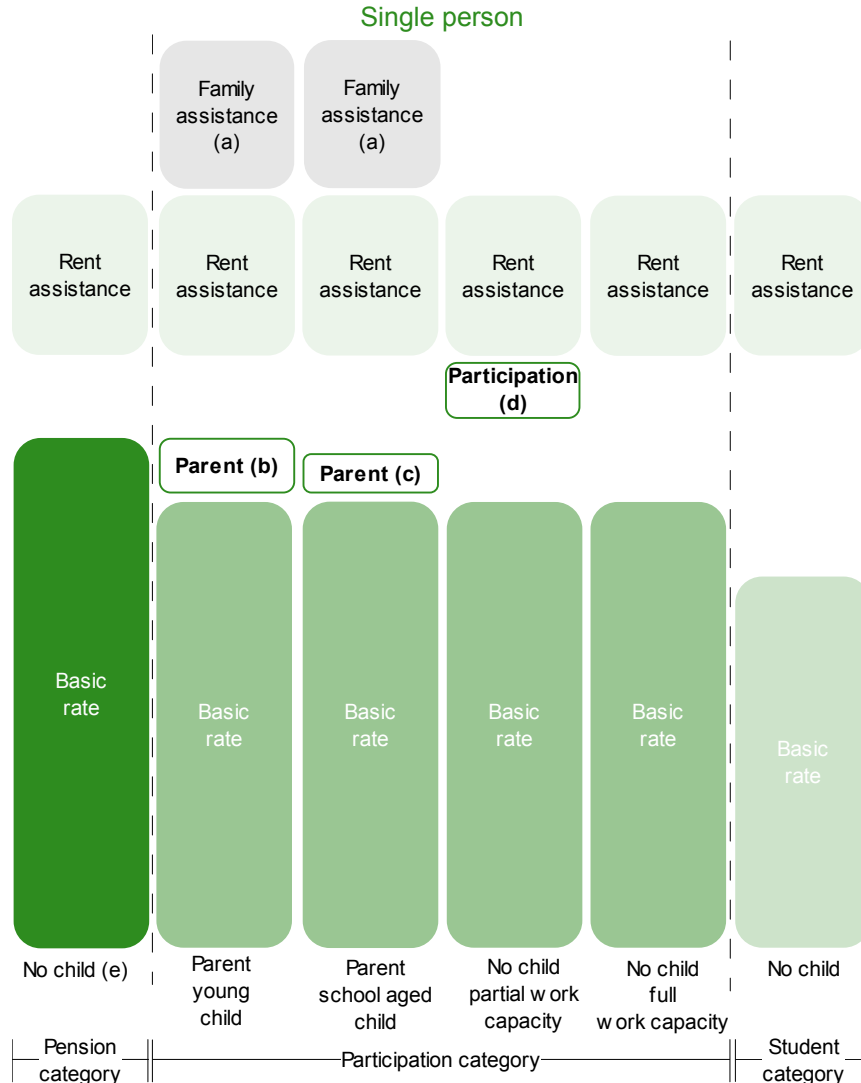 Single person
Family
assistance
(a)
Family
assistance
(a)
Rent
assistance
Rent
assistance
Rent
assistance
Rent
assistance
Rent
assistance
Rent
assistance
Participation
(d)
Parent (b)
Parent (c)
Basic
rate
Basic
rate
Basic
rate
Basic
rate
Basic
rate
Basic
rate
No child (e)
Parent
young
child
Parent
school aged
child
No child
partial work
capacity
No child
full
work capacity
No child
Pension
category
Participation category
Student
category